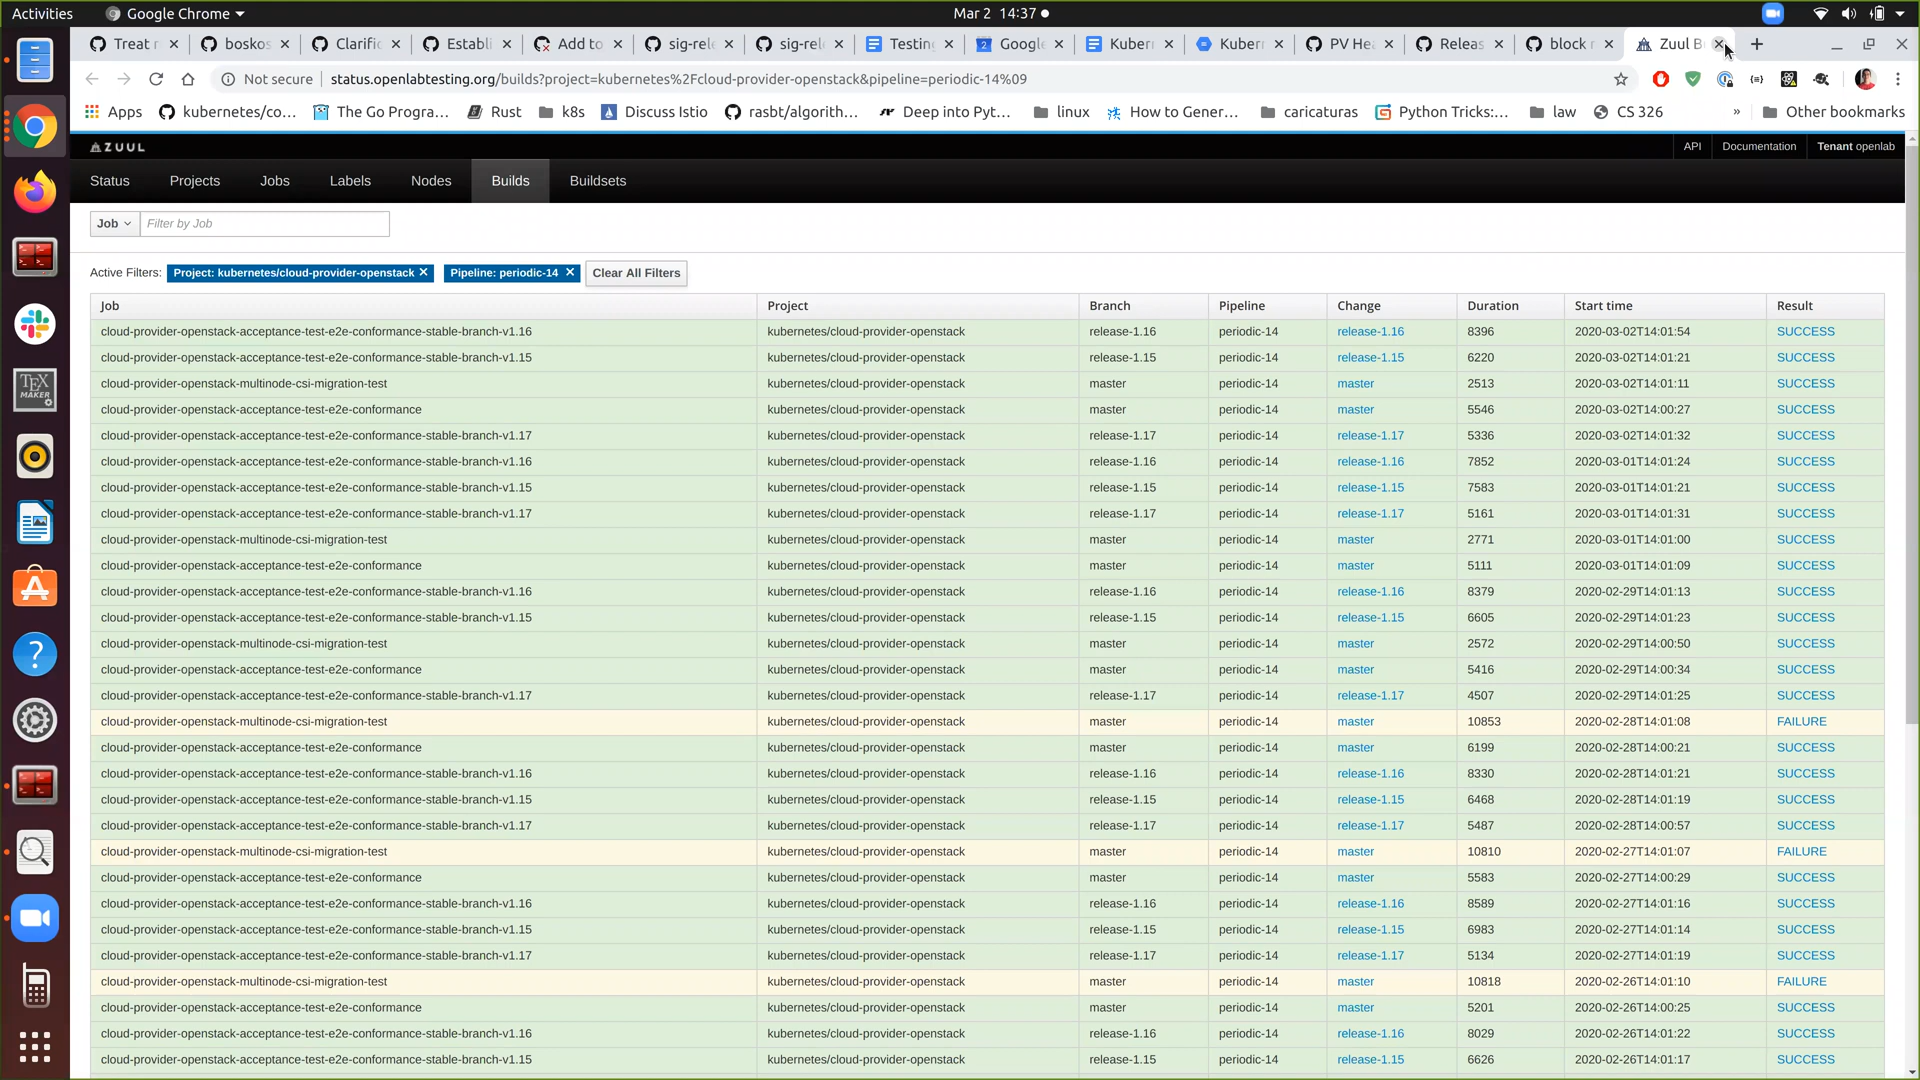 Activities Google Chrome Mar 2 14:37
Treat boskos Clarific Establi Add to sig-rele sig-rel Testing Google Kubern Kubern PV He Releas block Zuul B
Not secure status.openlabtesting.org/builds?project=kubernetes%2Fcloud-provider-openstack&pipeline=periodic-14%09
Apps kubernetes/co... The Go Progra... Rust k8s Discuss Istio rasbt/algorith... Deep into Pyt... linux How to Gener... caricaturas Python Tricks:... law CS 326 » Other bookmarks
ZUUL API Documentation Tenant openlab
Status Projects Jobs Labels Nodes Builds Buildsets
Job Filter by Job
Active Filters: Project: kubernetes/cloud-provider-openstack Pipeline: periodic-14 Clear All Filters
Job Project Branch Pipeline Change Duration Start time Result
cloud-provider-openstack-acceptance-test-e2e-conformance-stable-branch-v1.16 kubernetes/cloud-provider-openstack release-1.16 periodic-14 release-1.16 8396 2020-03-02T14:01:54 SUCCESS
cloud-provider-openstack-acceptance-test-e2e-conformance-stable-branch-v1.15 kubernetes/cloud-provider-openstack release-1.15 periodic-14 release-1.15 6220 2020-03-02T14:01:21 SUCCESS
cloud-provider-openstack-multinode-csi-migration-test kubernetes/cloud-provider-openstack master periodic-14 master 2513 2020-03-02T14:01:11 SUCCESS
cloud-provider-openstack-acceptance-test-e2e-conformance kubernetes/cloud-provider-openstack master periodic-14 master 5546 2020-03-02T14:00:27 SUCCESS
cloud-provider-openstack-acceptance-test-e2e-conformance-stable-branch-v1.17 kubernetes/cloud-provider-openstack release-1.17 periodic-14 release-1.17 5336 2020-03-02T14:01:32 SUCCESS
cloud-provider-openstack-acceptance-test-e2e-conformance-stable-branch-v1.16 kubernetes/cloud-provider-openstack release-1.16 periodic-14 release-1.16 7852 2020-03-01T14:01:24 SUCCESS
cloud-provider-openstack-acceptance-test-e2e-conformance-stable-branch-v1.15 kubernetes/cloud-provider-openstack release-1.15 periodic-14 release-1.15 7583 2020-03-01T14:01:21 SUCCESS
cloud-provider-openstack-acceptance-test-e2e-conformance-stable-branch-v1.17 kubernetes/cloud-provider-openstack release-1.17 periodic-14 release-1.17 5161 2020-03-01T14:01:31 SUCCESS
cloud-provider-openstack-multinode-csi-migration-test kubernetes/cloud-provider-openstack master periodic-14 master 2771 2020-03-01T14:01:00 SUCCESS
cloud-provider-openstack-acceptance-test-e2e-conformance kubernetes/cloud-provider-openstack master periodic-14 master 5111 2020-03-01T14:01:09 SUCCESS
cloud-provider-openstack-acceptance-test-e2e-conformance-stable-branch-v1.16 kubernetes/cloud-provider-openstack release-1.16 periodic-14 release-1.16 8379 2020-02-29T14:01:13 SUCCESS
cloud-provider-openstack-acceptance-test-e2e-conformance-stable-branch-v1.15 kubernetes/cloud-provider-openstack release-1.15 periodic-14 release-1.15 6605 2020-02-29T14:01:23 SUCCESS
cloud-provider-openstack-multinode-csi-migration-test kubernetes/cloud-provider-openstack master periodic-14 master 2572 2020-02-29T14:00:50 SUCCESS
cloud-provider-openstack-acceptance-test-e2e-conformance kubernetes/cloud-provider-openstack master periodic-14 master 5416 2020-02-29T14:00:34 SUCCESS
cloud-provider-openstack-acceptance-test-e2e-conformance-stable-branch-v1.17 kubernetes/cloud-provider-openstack release-1.17 periodic-14 release-1.17 4507 2020-02-29T14:01:25 SUCCESS
cloud-provider-openstack-multinode-csi-migration-test kubernetes/cloud-provider-openstack master periodic-14 master 10853 2020-02-28T14:01:08 FAILURE
cloud-provider-openstack-acceptance-test-e2e-conformance kubernetes/cloud-provider-openstack master periodic-14 master 6199 2020-02-28T14:00:21 SUCCESS
cloud-provider-openstack-acceptance-test-e2e-conformance-stable-branch-v1.16 kubernetes/cloud-provider-openstack release-1.16 periodic-14 release-1.16 8330 2020-02-28T14:01:21 SUCCESS
cloud-provider-openstack-acceptance-test-e2e-conformance-stable-branch-v1.15 kubernetes/cloud-provider-openstack release-1.15 periodic-14 release-1.15 6468 2020-02-28T14:01:19 SUCCESS
cloud-provider-openstack-acceptance-test-e2e-conformance-stable-branch-v1.17 kubernetes/cloud-provider-openstack release-1.17 periodic-14 release-1.17 5487 2020-02-28T14:00:57 SUCCESS
cloud-provider-openstack-multinode-csi-migration-test kubernetes/cloud-provider-openstack master periodic-14 master 10810 2020-02-27T14:01:07 FAILURE
cloud-provider-openstack-acceptance-test-e2e-conformance kubernetes/cloud-provider-openstack master periodic-14 master 5583 2020-02-27T14:00:29 SUCCESS
cloud-provider-openstack-acceptance-test-e2e-conformance-stable-branch-v1.16 kubernetes/cloud-provider-openstack release-1.16 periodic-14 release-1.16 8589 2020-02-27T14:01:16 SUCCESS
cloud-provider-openstack-acceptance-test-e2e-conformance-stable-branch-v1.15 kubernetes/cloud-provider-openstack release-1.15 periodic-14 release-1.15 6983 2020-02-27T14:01:14 SUCCESS
cloud-provider-openstack-acceptance-test-e2e-conformance-stable-branch-v1.17 kubernetes/cloud-provider-openstack release-1.17 periodic-14 release-1.17 5134 2020-02-27T14:01:19 SUCCESS
cloud-provider-openstack-multinode-csi-migration-test kubernetes/cloud-provider-openstack master periodic-14 master 10818 2020-02-26T14:01:10 FAILURE
cloud-provider-openstack-acceptance-test-e2e-conformance kubernetes/cloud-provider-openstack master periodic-14 master 5201 2020-02-26T14:00:25 SUCCESS
cloud-provider-openstack-acceptance-test-e2e-conformance-stable-branch-v1.16 kubernetes/cloud-provider-openstack release-1.16 periodic-14 release-1.16 8029 2020-02-26T14:01:22 SUCCESS
cloud-provider-openstack-acceptance-test-e2e-conformance-stable-branch-v1.15 kubernetes/cloud-provider-openstack release-1.15 periodic-14 release-1.15 6626 2020-02-26T14:01:17 SUCCESS
TEX
MAKER